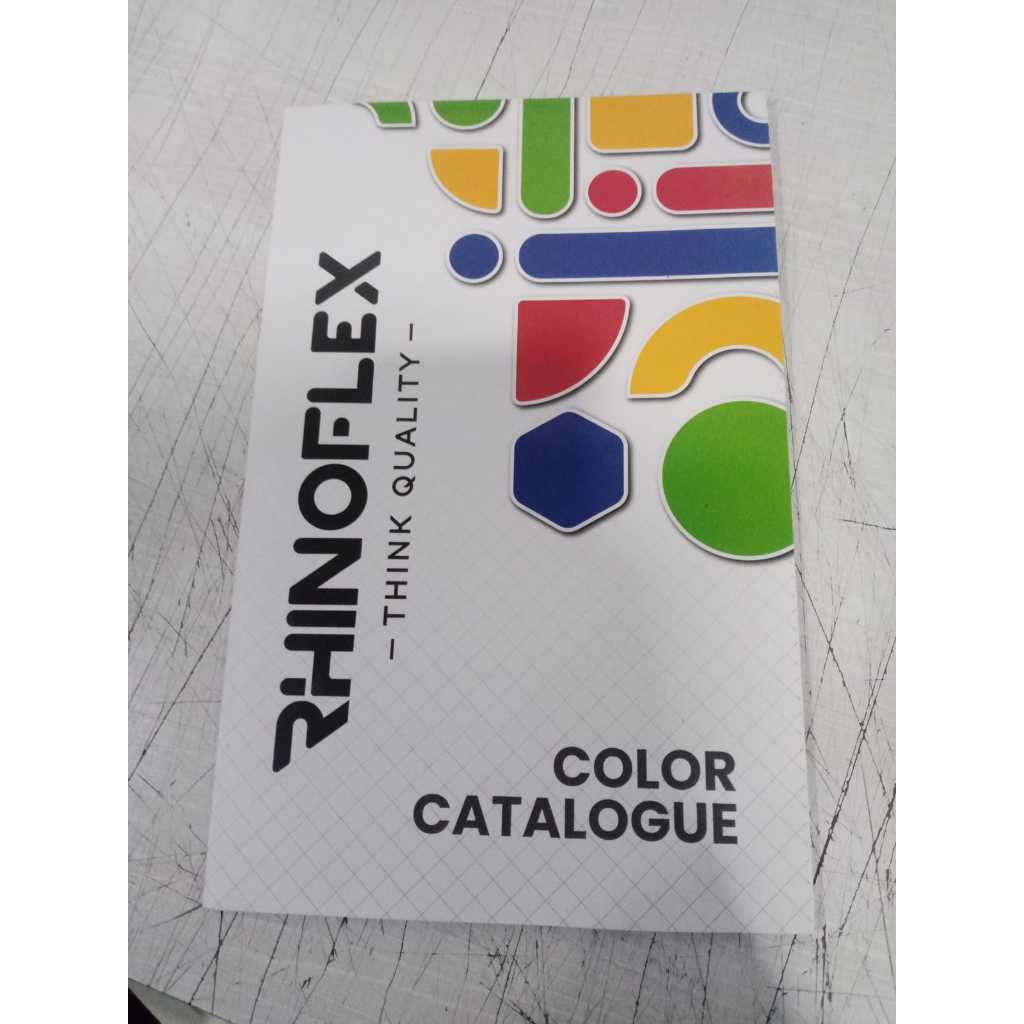 RHINOFLEX
– THINK QUALITY –
COLOR
CATALOGUE